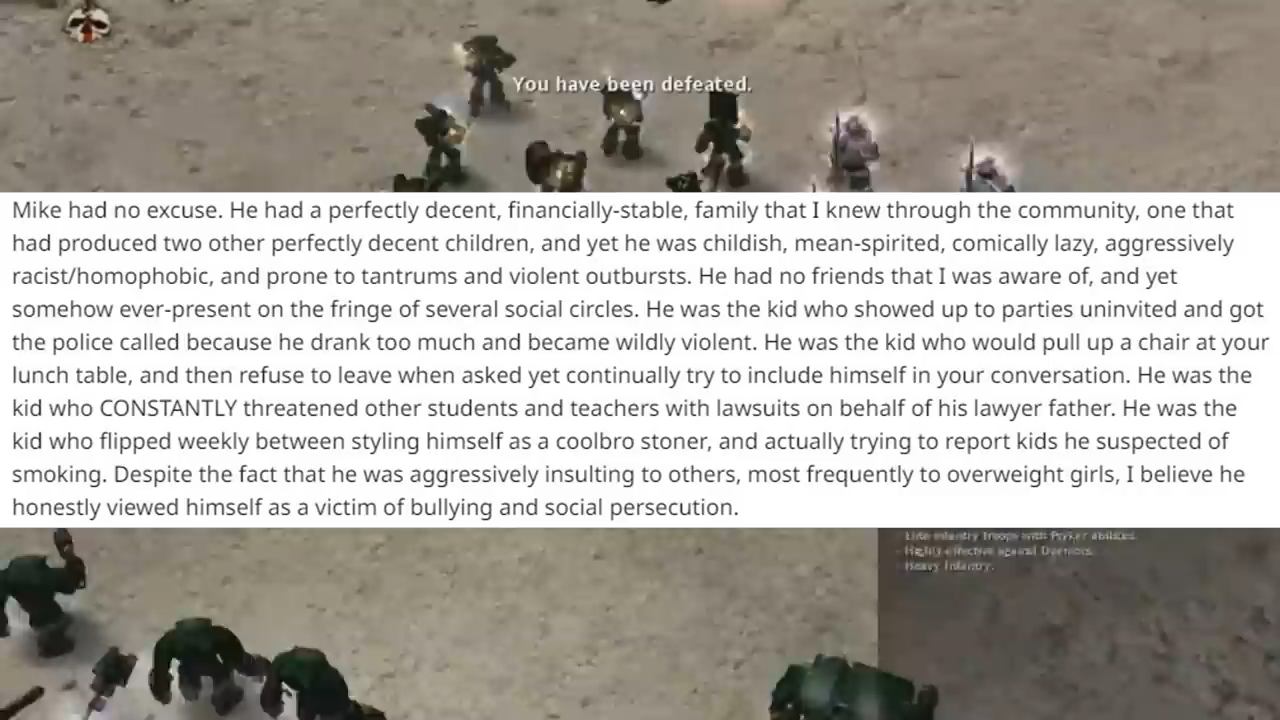 You have been defeated.
Mike had no excuse. He had a perfectly decent, financially-stable, family that I knew through the community, one that
had produced two other perfectly decent children, and yet he was childish, mean-spirited, comically lazy, aggressively
racist/homophobic, and prone to tantrums and violent outbursts. He had no friends that I was aware of, and yet
somehow ever-present on the fringe of several social circles. He was the kid who showed up to parties uninvited and got
the police called because he drank too much and became wildly violent. He was the kid who would pull up a chair at your
lunch table, and then refuse to leave when asked yet continually try to include himself in your conversation. He was the
kid who CONSTANTLY threatened other students and teachers with lawsuits on behalf of his lawyer father. He was the
kid who flipped weekly between styling himself as a coolbro stoner, and actually trying to report kids he suspected of
smoking. Despite the fact that he was aggressively insulting to others, most frequently to overweight girls, I believe he
honestly viewed himself as a victim of bullying and social persecution.
Elite infantry troops with Psyker abilities.
- Highly effective against Daemons.
- Heavy Infantry.